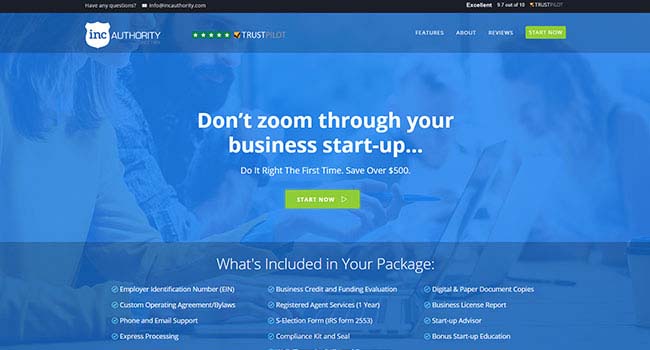 Have any questions? info@incauthority.com
Excellent 9.7 out of 10 TRUSTPILOT
inc AUTHORITY
TRUSTPILOT
FEATURES ABOUT REVIEWS START NOW
Don't zoom through your
business start-up...
Do It Right The First Time. Save Over $500.
START NOW
What's Included in Your Package:
Employer Identification Number (EIN) Business Credit and Funding Evaluation Digital & Paper Document Copies
Custom Operating Agreement/Bylaws Registered Agent Services (1 Year) Business License Report
Phone and Email Support S-Election Form (IRS form 2553) Start-up Advisor
Express Processing Compliance Kit and Seal Bonus Start-up Education